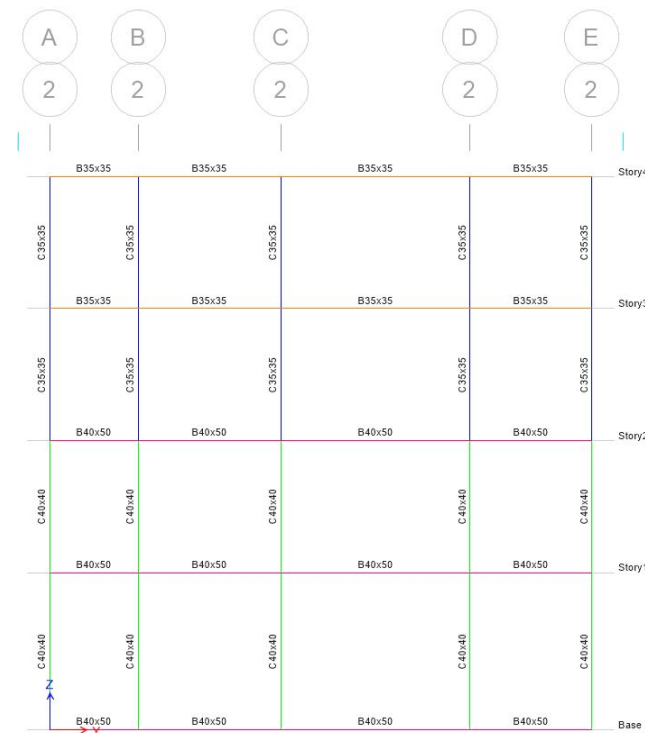 A B C D E
2 2 2 2 2
B35x35 B35x35 B35x35 B35x35 Story4
C35x35 C35x35 C35x35 C35x35 C35x35
B35x35 B35x35 B35x35 B35x35 Story3
C35x35 C35x35 C35x35 C35x35 C35x35
B40x50 B40x50 B40x50 B40x50 Story2
C40x40 C40x40 C40x40 C40x40 C40x40
B40x50 B40x50 B40x50 B40x50 Story1
C40x40 C40x40 C40x40 C40x40 C40x40
Z
B40x50 B40x50 B40x50 B40x50 Base